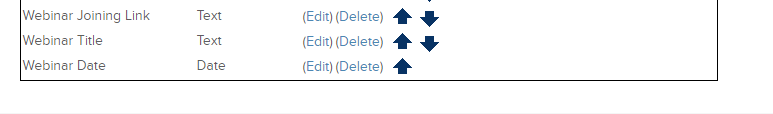 Webinar Joining Link Text (Edit) (Delete)
Webinar Title Text (Edit) (Delete)
Webinar Date Date (Edit) (Delete)